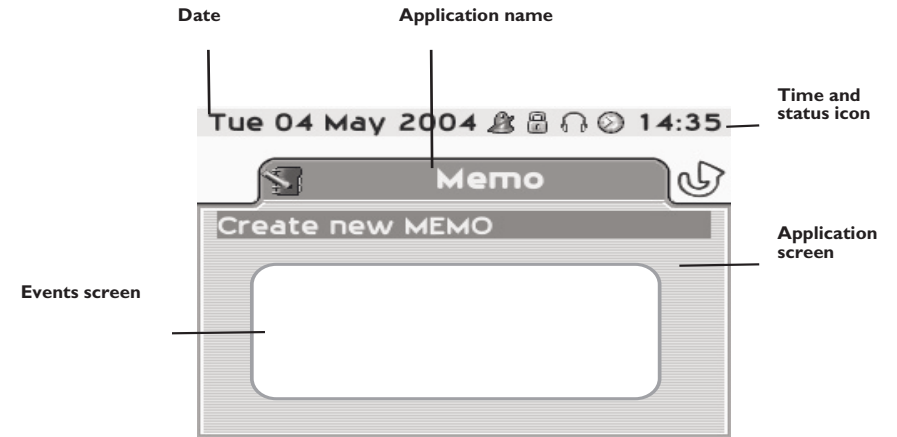 Date
Application name
Time and
status icon
Tue 04 May 2004 14:35
Memo
Create new MEMO
Application
screen
Events screen